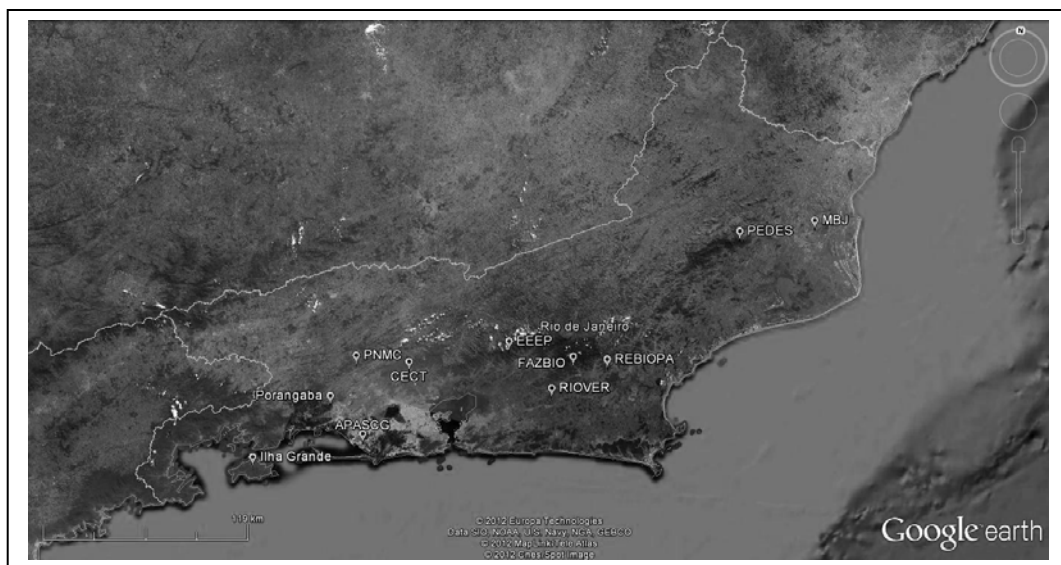 N
MBJ
PEDES
Rio de Janeiro
EEEP
PNMC
FAZBIO
REBIOPA
CECT
RIOVER
Porangaba
APASGG
Ilha Grande
119 km
© 2012 Europa Technologies
Data SIO, NOAA, U.S. Navy, NGA, GEBCO
© 2012 MapLink/Tele Atlas
© 2012 Cnes/Spot Image
Google earth